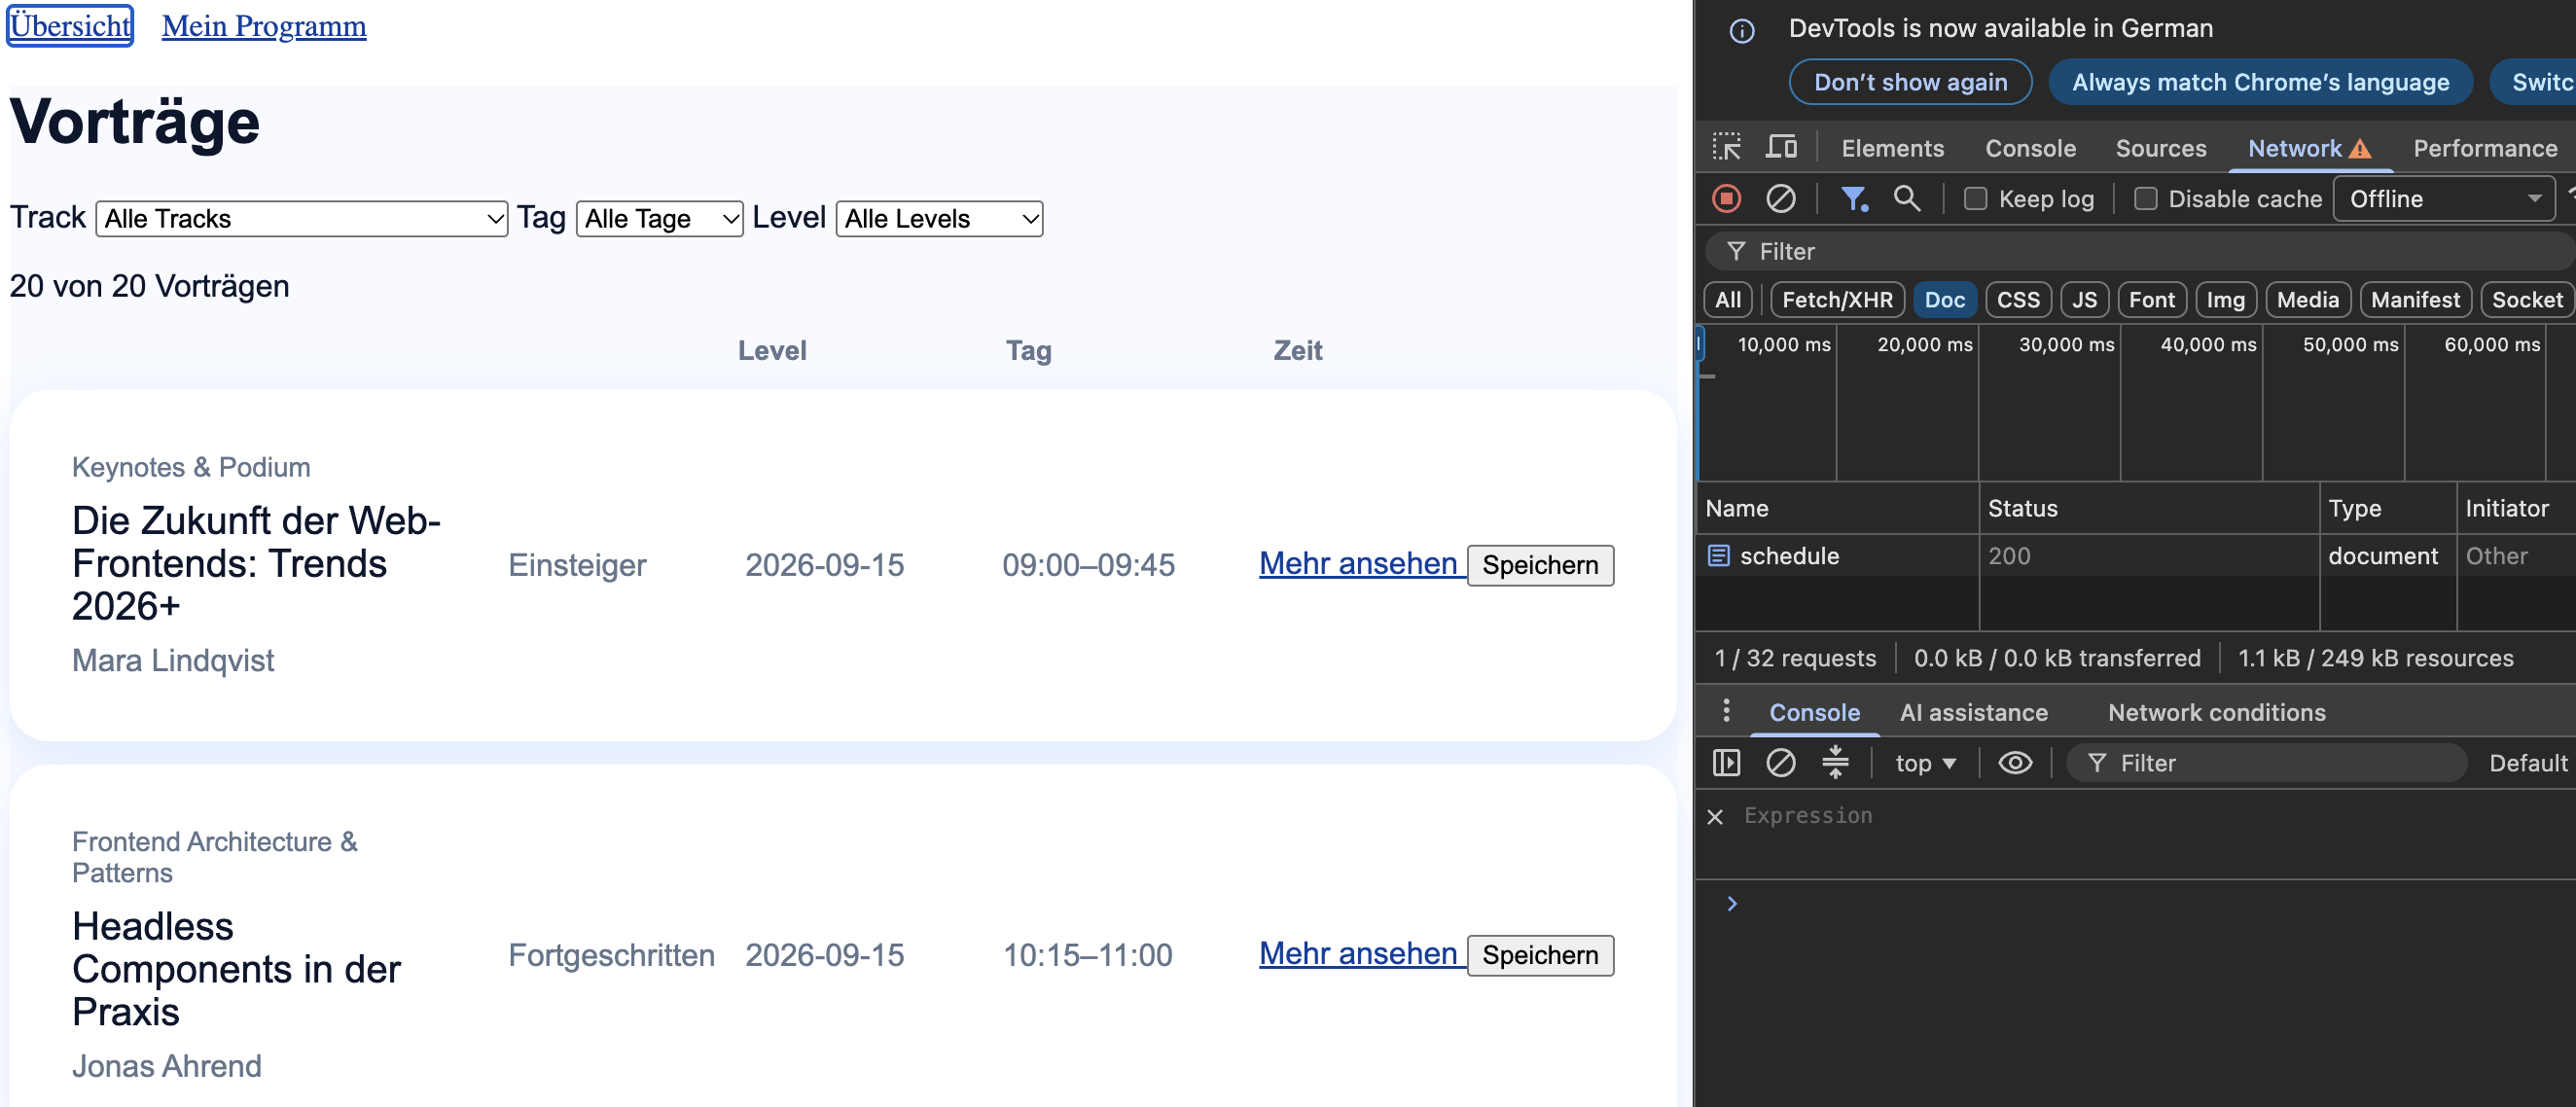 Übersicht Mein Programm
Vorträge
Track Alle Tracks Tag Alle Tage Level Alle Levels
20 von 20 Vorträgen
Level Tag Zeit
Keynotes & Podium
Die Zukunft der Web-
Frontends: Trends
2026+
Mara Lindqvist
Einsteiger 2026-09-15 09:00–09:45 Mehr ansehen Speichern
Frontend Architecture &
Patterns
Headless
Components in der
Praxis
Jonas Ahrend
Fortgeschritten 2026-09-15 10:15–11:00 Mehr ansehen Speichern
DevTools is now available in German
Don't show again Always match Chrome's language Switc
Elements Console Sources Network Performance
Keep log Disable cache Offline
Filter
All Fetch/XHR Doc CSS JS Font Img Media Manifest Socket
10,000 ms 20,000 ms 30,000 ms 40,000 ms 50,000 ms 60,000 ms
Name Status Type Initiator
schedule 200 document Other
1 / 32 requests 0.0 kB / 0.0 kB transferred 1.1 kB / 249 kB resources
Console AI assistance Network conditions
top Filter Default
Expression